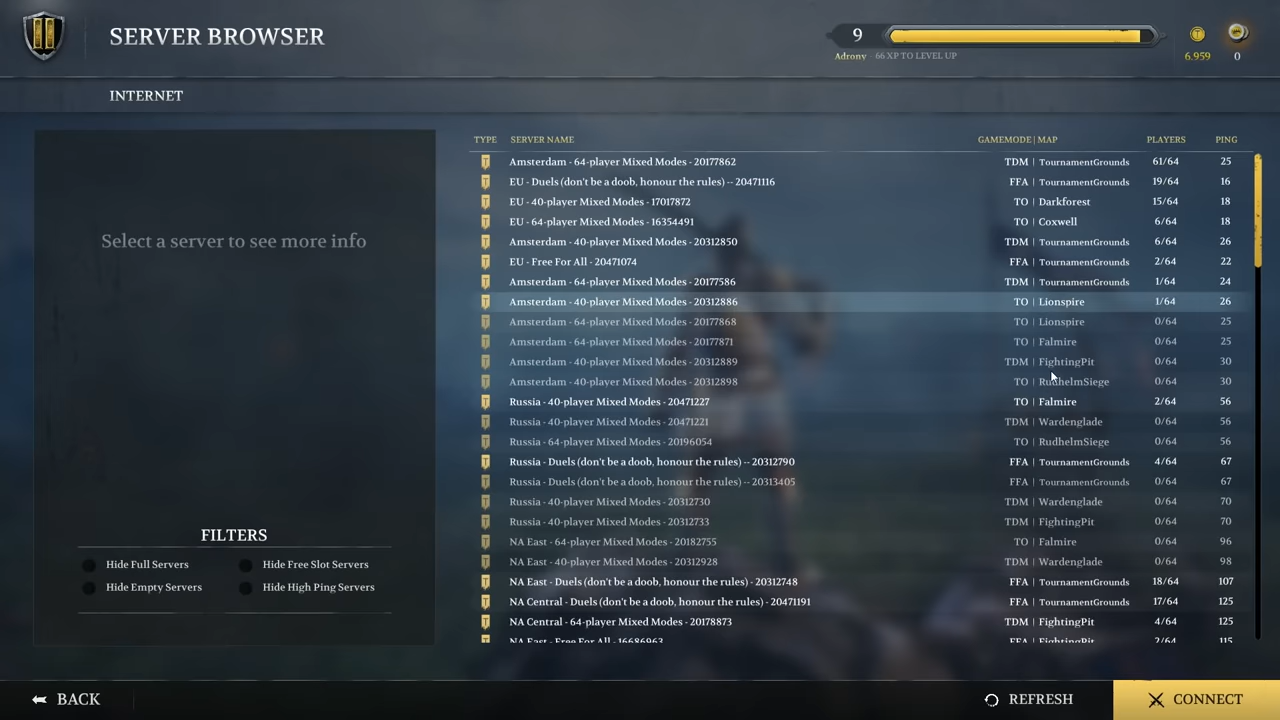 SERVER BROWSER
9
Adrony 66 XP TO LEVEL UP
6.959
0
INTERNET
TYPE SERVER NAME GAMEMODE | MAP PLAYERS PING
Amsterdam - 64-player Mixed Modes - 20177862 TDM | TournamentGrounds 61/64 25
EU - Duels (don't be a doob, honour the rules) -- 20471116 FFA | TournamentGrounds 19/64 16
EU - 40-player Mixed Modes - 17017872 TO | Darkforest 15/64 18
EU - 64-player Mixed Modes - 16354491 TO | Coxwell 6/64 18
Amsterdam - 40-player Mixed Modes - 20312850 TDM | TournamentGrounds 6/64 26
EU - Free For All - 20471074 FFA | TournamentGrounds 2/64 22
Amsterdam - 64-player Mixed Modes - 20177586 TDM | TournamentGrounds 1/64 24
Amsterdam - 40-player Mixed Modes - 20312886 TO | Lionspire 1/64 26
Amsterdam - 64-player Mixed Modes - 20177868 TO | Lionspire 0/64 25
Amsterdam - 64-player Mixed Modes - 20177871 TO | Falmire 0/64 25
Amsterdam - 40-player Mixed Modes - 20312889 TDM | FightingPit 0/64 30
Amsterdam - 40-player Mixed Modes - 20312898 TO | RudhelmSiege 0/64 30
Russia - 40-player Mixed Modes - 20471227 TO | Falmire 2/64 56
Russia - 40-player Mixed Modes - 20471221 TDM | Wardenglade 0/64 56
Russia - 64-player Mixed Modes - 20196054 TO | RudhelmSiege 0/64 56
Russia - Duels (don't be a doob, honour the rules) -- 20312790 FFA | TournamentGrounds 4/64 67
Russia - Duels (don't be a doob, honour the rules) -- 20313405 FFA | TournamentGrounds 0/64 67
Russia - 40-player Mixed Modes - 20312730 TDM | Wardenglade 0/64 70
Russia - 40-player Mixed Modes - 20312733 TDM | FightingPit 0/64 70
NA East - 64-player Mixed Modes - 20182755 TO | Falmire 0/64 96
NA East - 40-player Mixed Modes - 20312928 TDM | Wardenglade 0/64 98
NA East - Duels (don't be a doob, honour the rules) -- 20312748 FFA | TournamentGrounds 18/64 107
NA Central - Duels (don't be a doob, honour the rules) -- 20471191 FFA | TournamentGrounds 17/64 125
NA Central - 64-player Mixed Modes - 20178873 TDM | FightingPit 4/64 125
NA East - Free For All - 16686963 FFA | FightingPit 2/64 115
Select a server to see more info
FILTERS
Hide Full Servers Hide Free Slot Servers
Hide Empty Servers Hide High Ping Servers
BACK REFRESH CONNECT